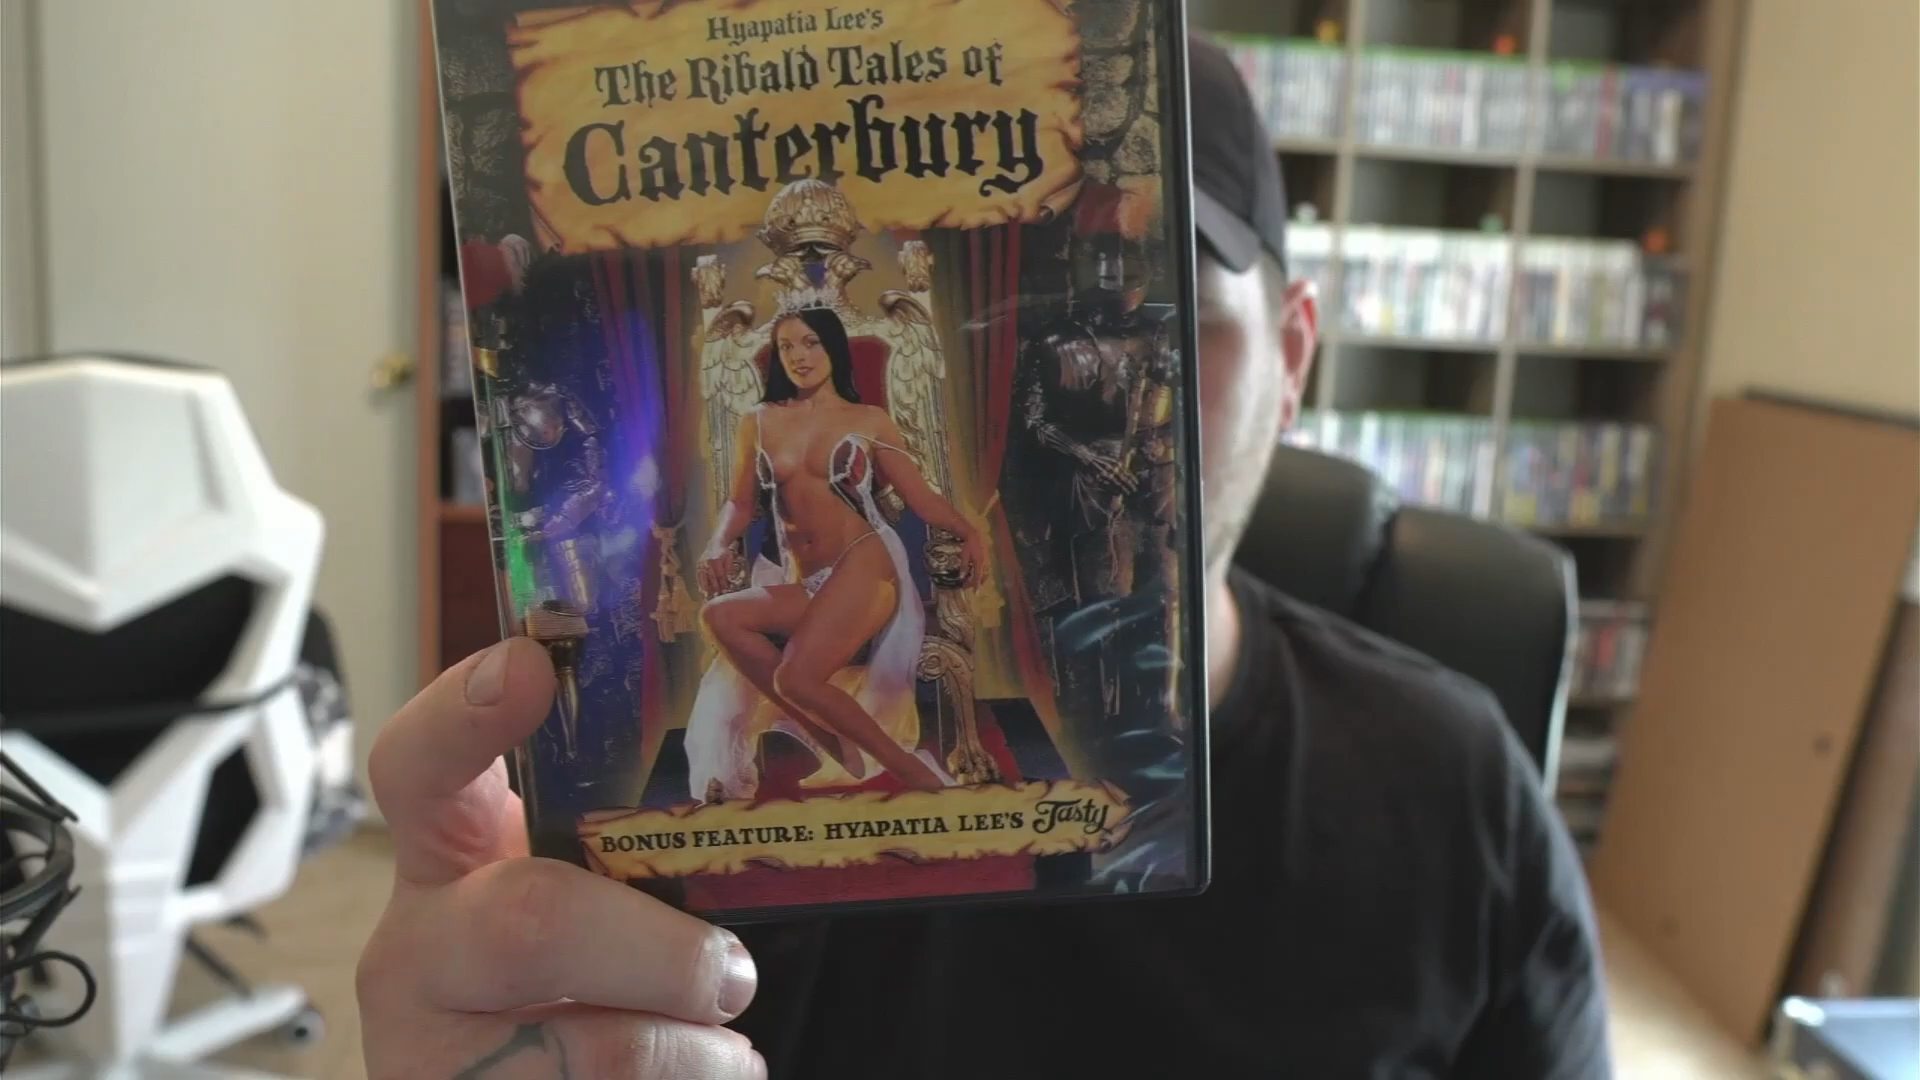 Hyapatia Lee's
The Ribald Tales of
Canterbury
BONUS FEATURE: HYAPATIA LEE'S Tasty